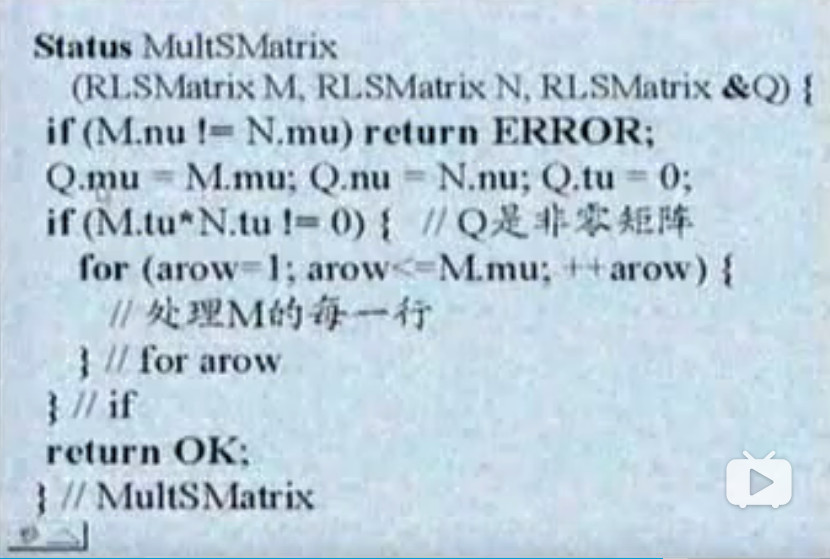 Status MultSMatrix
(RLSMatrix M, RLSMatrix N, RLSMatrix &Q) {
if (M.nu != N.mu) return ERROR;
Q.mu = M.mu; Q.nu = N.nu; Q.tu = 0;
if (M.tu*N.tu != 0) { // Q是非零矩阵
for (arow=1; arow<=M.mu; ++arow) {
// 处理M的每一行
} // for arow
} // if
return OK;
} // MultSMatrix